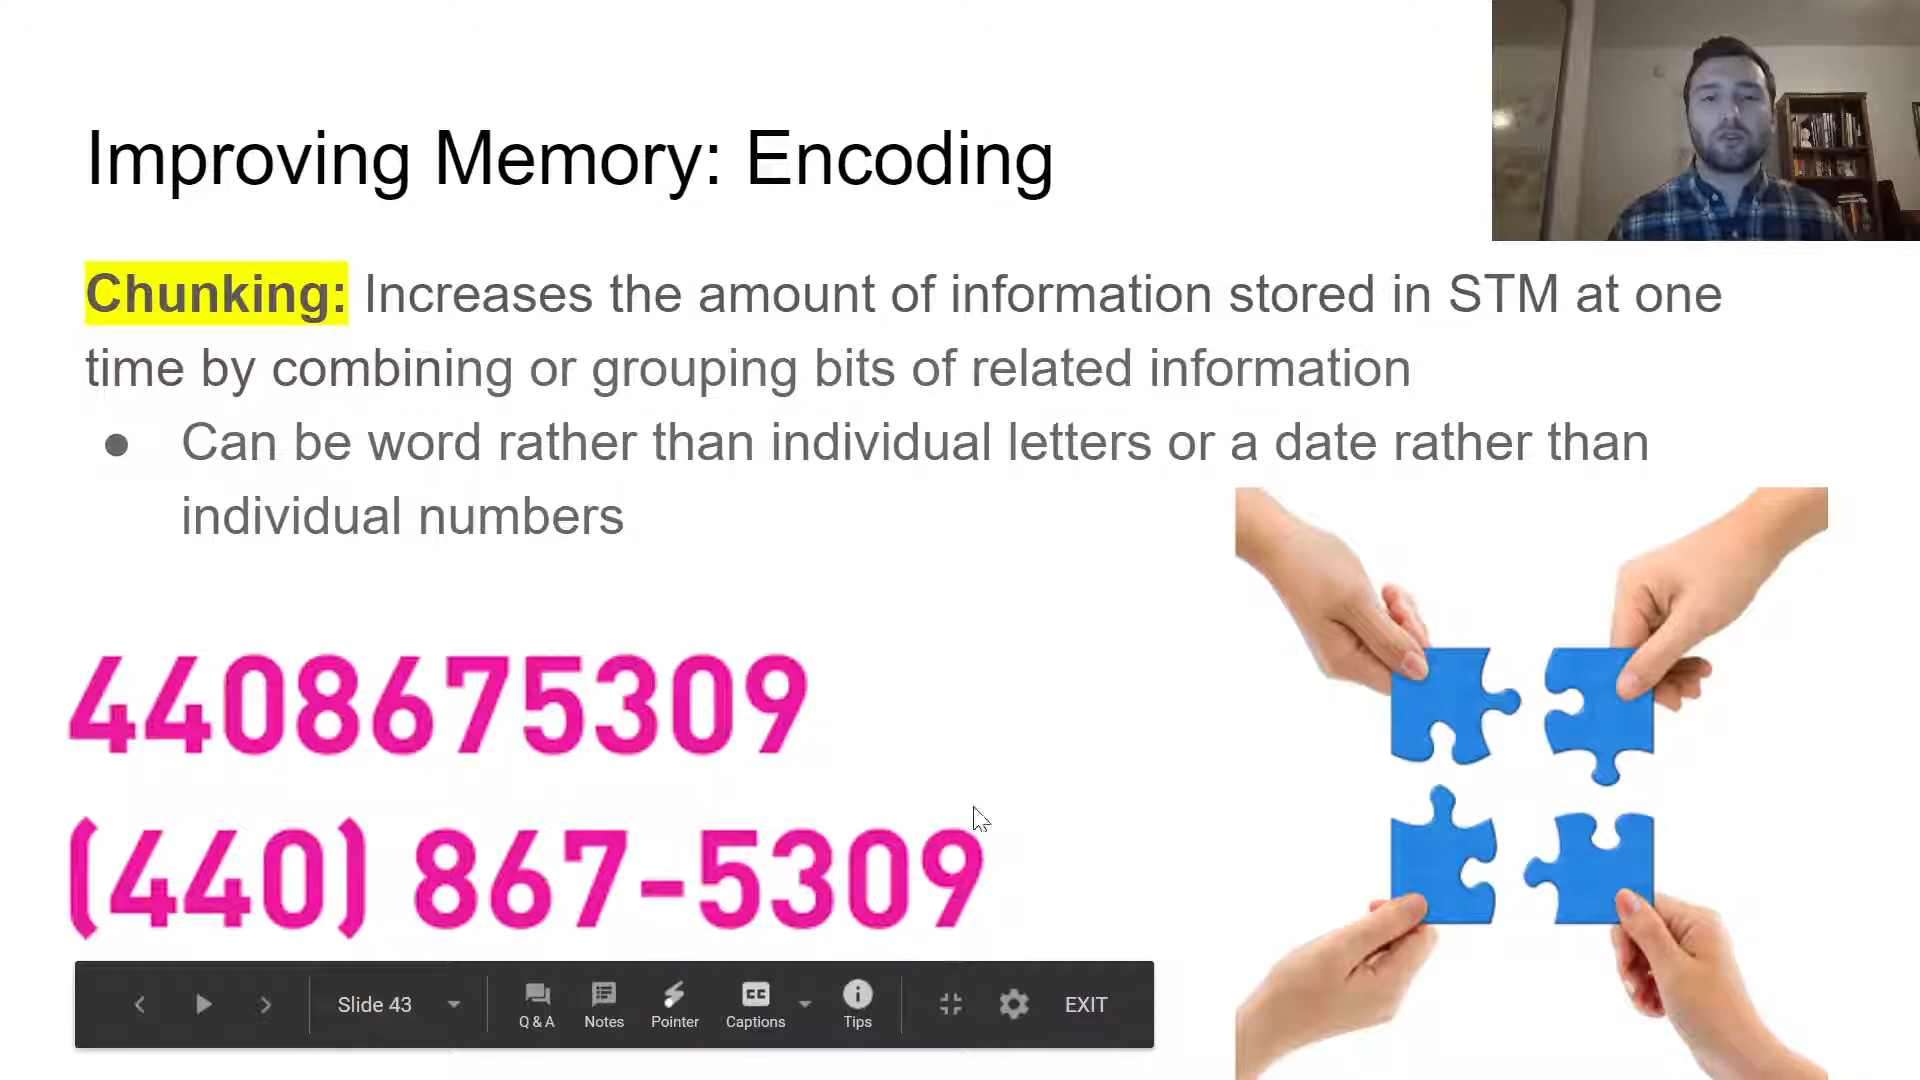 Improving Memory: Encoding
Chunking: Increases the amount of information stored in STM at one
time by combining or grouping bits of related information
● Can be word rather than individual letters or a date rather than
individual numbers
4408675309
(440) 867-5309
Slide 43
Q & A
Notes
Pointer
CC
Captions
Tips
EXIT